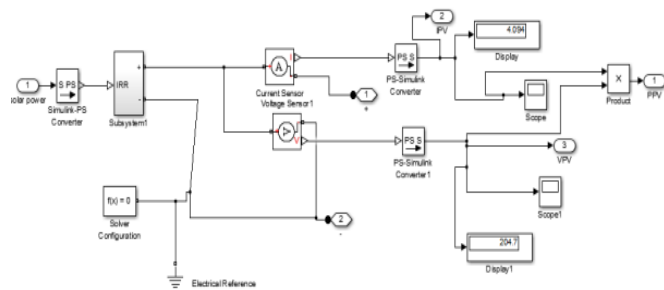 1
solar power
S PS
Simulink-PS
Converter
IRR
+
-
Subsystem1
A
I
Current Sensor
Voltage Sensor1
1
+
V
2
-
PS S
PS-Simulink
Converter
2
IPV
4.094
Display
Scope
X
Product
1
PPV
PS S
PS-Simulink
Converter1
3
VPV
Scope1
204.7
Display1
f(x) = 0
Solver
Configuration
Electrical Reference